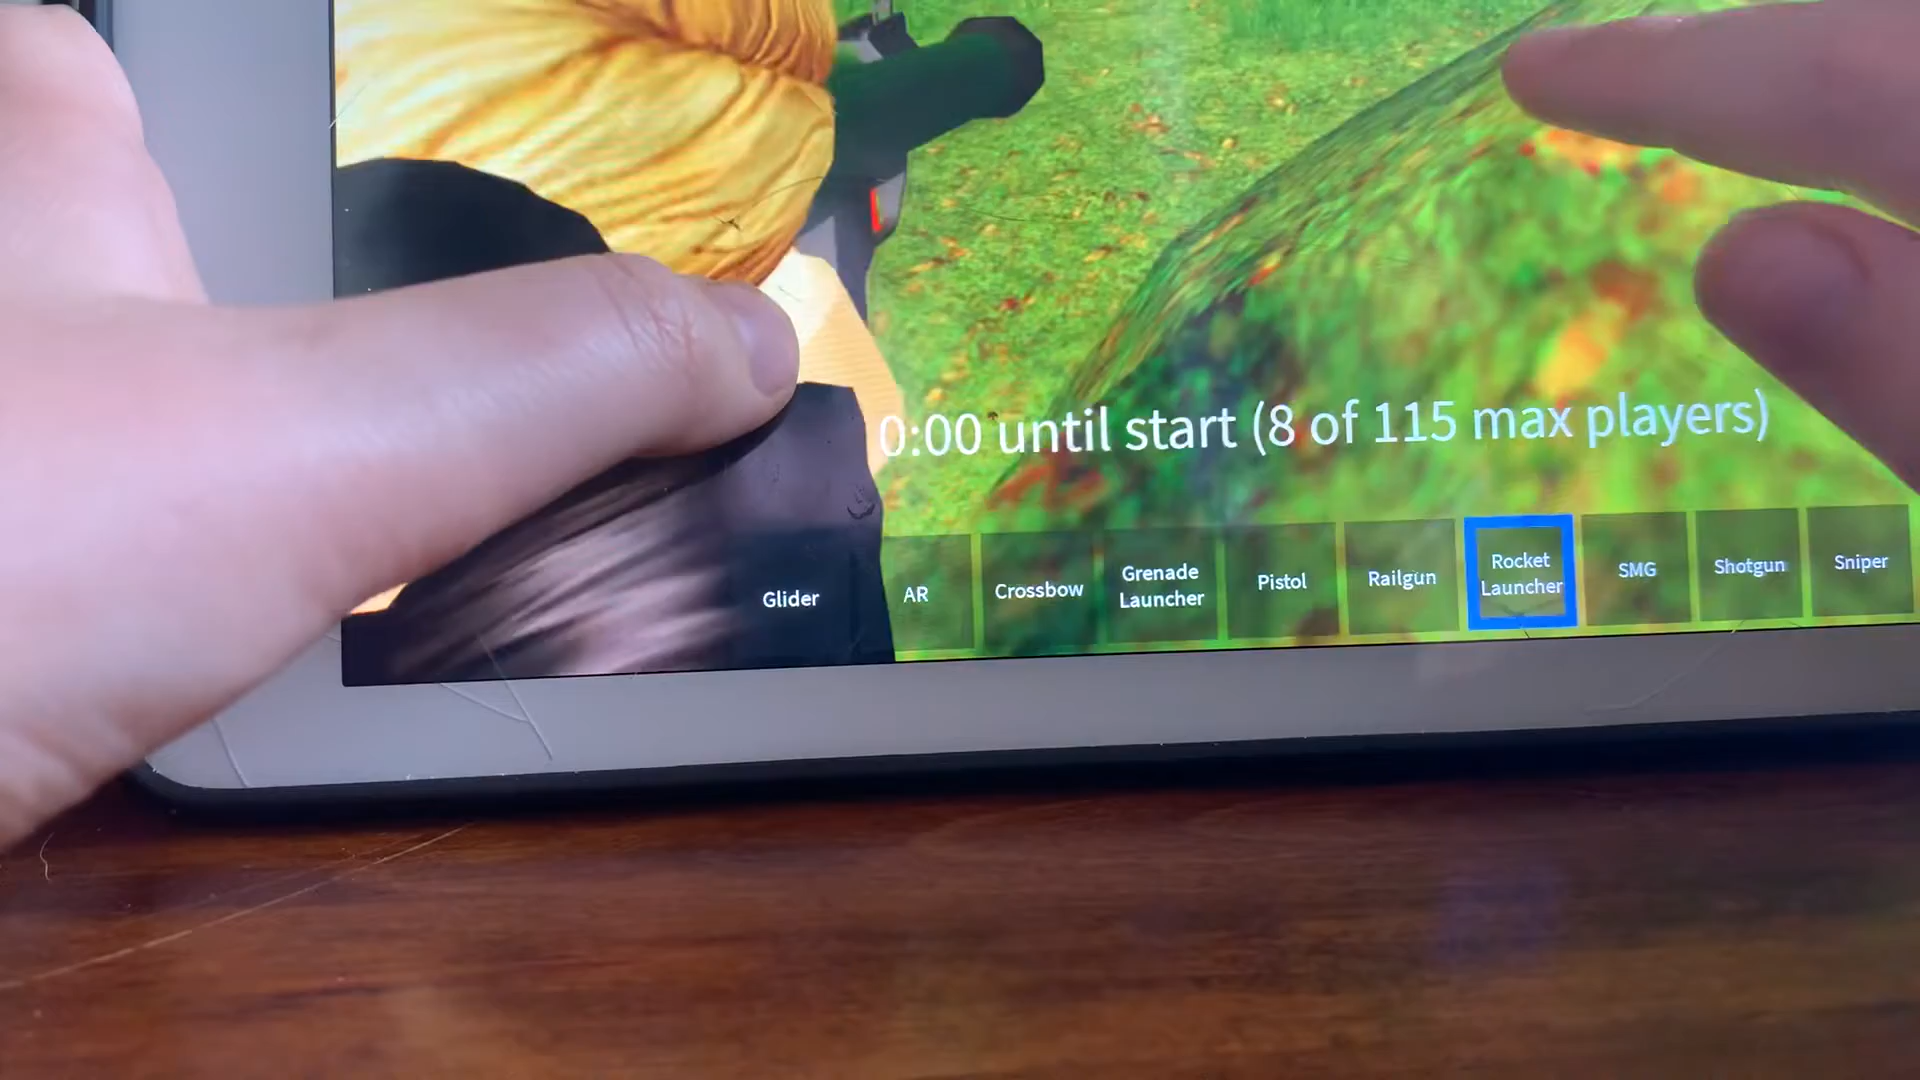 0:00 until start (8 of 115 max players)
Glider
AR
Crossbow
Grenade
Launcher
Pistol
Railgun
Rocket
Launcher
SMG
Shotgun
Sniper